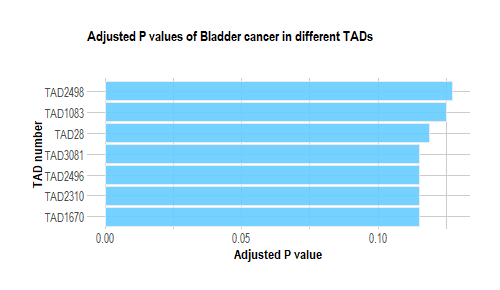 Adjusted P values of Bladder cancer in different TADs
TAD number
TAD2498
TAD1083
TAD28
TAD3081
TAD2496
TAD2310
TAD1670
0.00 0.05 0.10
Adjusted P value